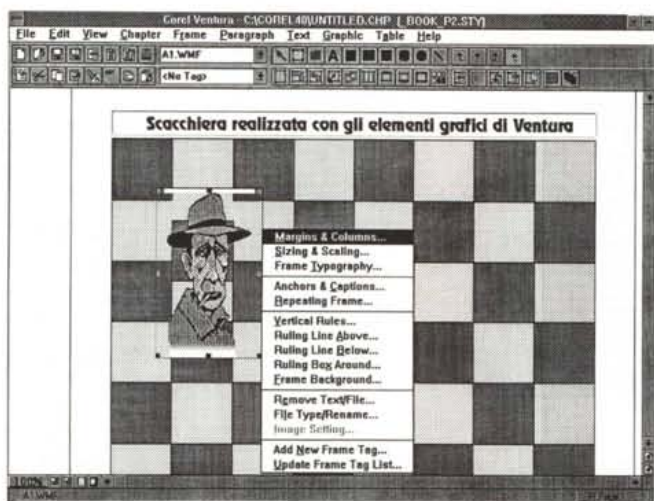 Corel Ventura - C:\COREL40\UNTITLED.CHP [_BOOK_P2.STY]
File Edit View Chapter Frame Paragraph Text Graphic Table Help
A1.WMF
<No Tag>
Scacchiera realizzata con gli elementi grafici di Ventura
Margins & Columns...
Sizing & Scaling...
Frame Typography...
Anchors & Captions...
Repeating Frame...
Vertical Rules...
Ruling Line Above...
Ruling Line Below...
Ruling Box Around...
Frame Background...
Remove Text/File...
File Type/Rename...
Image Setting...
Add New Frame Tag...
Update Frame Tag List...
100%
A1.WMF